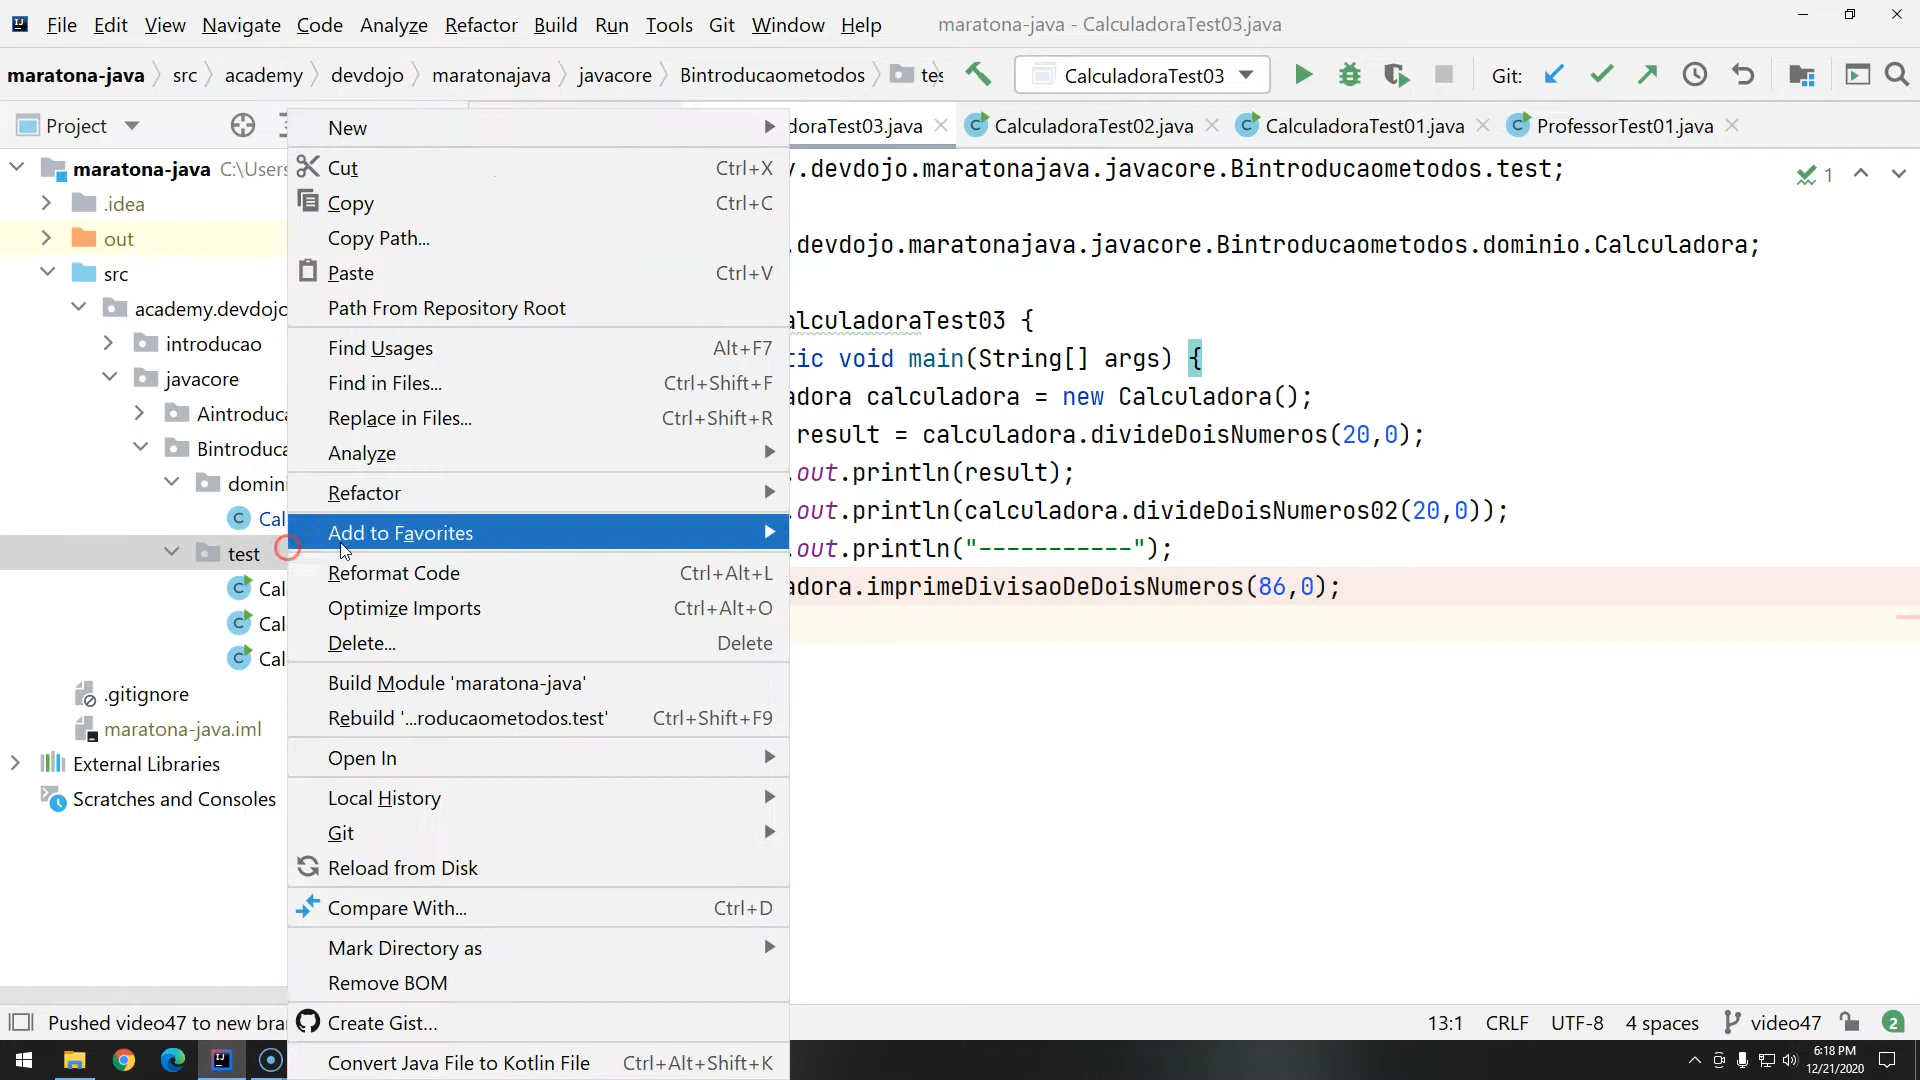 File Edit View Navigate Code Analyze Refactor Build Run Tools Git Window Help maratona-java - CalculadoraTest03.java
maratona-java src academy devdojo maratonajava javacore Bintroducaometodos tes CalculadoraTest03 Git:
Project
doraTest03.java CalculadoraTest02.java CalculadoraTest01.java ProfessorTest01.java
maratona-java C:\Users
.idea
out
src
academy.devdojo
introducao
javacore
Aintroduca
Bintroduca
domini
Cal
test
Cal
Cal
Cal
.gitignore
maratona-java.iml
External Libraries
Scratches and Consoles
New
Cut Ctrl+X
Copy Ctrl+C
Copy Path...
Paste Ctrl+V
Path From Repository Root
Find Usages Alt+F7
Find in Files... Ctrl+Shift+F
Replace in Files... Ctrl+Shift+R
Analyze
Refactor
Add to Favorites
Reformat Code Ctrl+Alt+L
Optimize Imports Ctrl+Alt+O
Delete... Delete
Build Module 'maratona-java'
Rebuild '...roducaometodos.test' Ctrl+Shift+F9
Open In
Local History
Git
Reload from Disk
Compare With... Ctrl+D
Mark Directory as
Remove BOM
Create Gist...
Convert Java File to Kotlin File Ctrl+Alt+Shift+K
.devdojo.maratonajava.javacore.Bintroducaometodos.test;
.devdojo.maratonajava.javacore.Bintroducaometodos.dominio.Calculadora;
alculadoraTest03 {
tic void main(String[] args) {
adora calculadora = new Calculadora();
result = calculadora.divideDoisNumeros(20,0);
.out.println(result);
.out.println(calculadora.divideDoisNumeros02(20,0));
.out.println("-----------");
adora.imprimeDivisaoDeDoisNumeros(86,0);
1
Pushed video47 to new bra 13:1 CRLF UTF-8 4 spaces video47 2
6:18 PM
12/21/2020